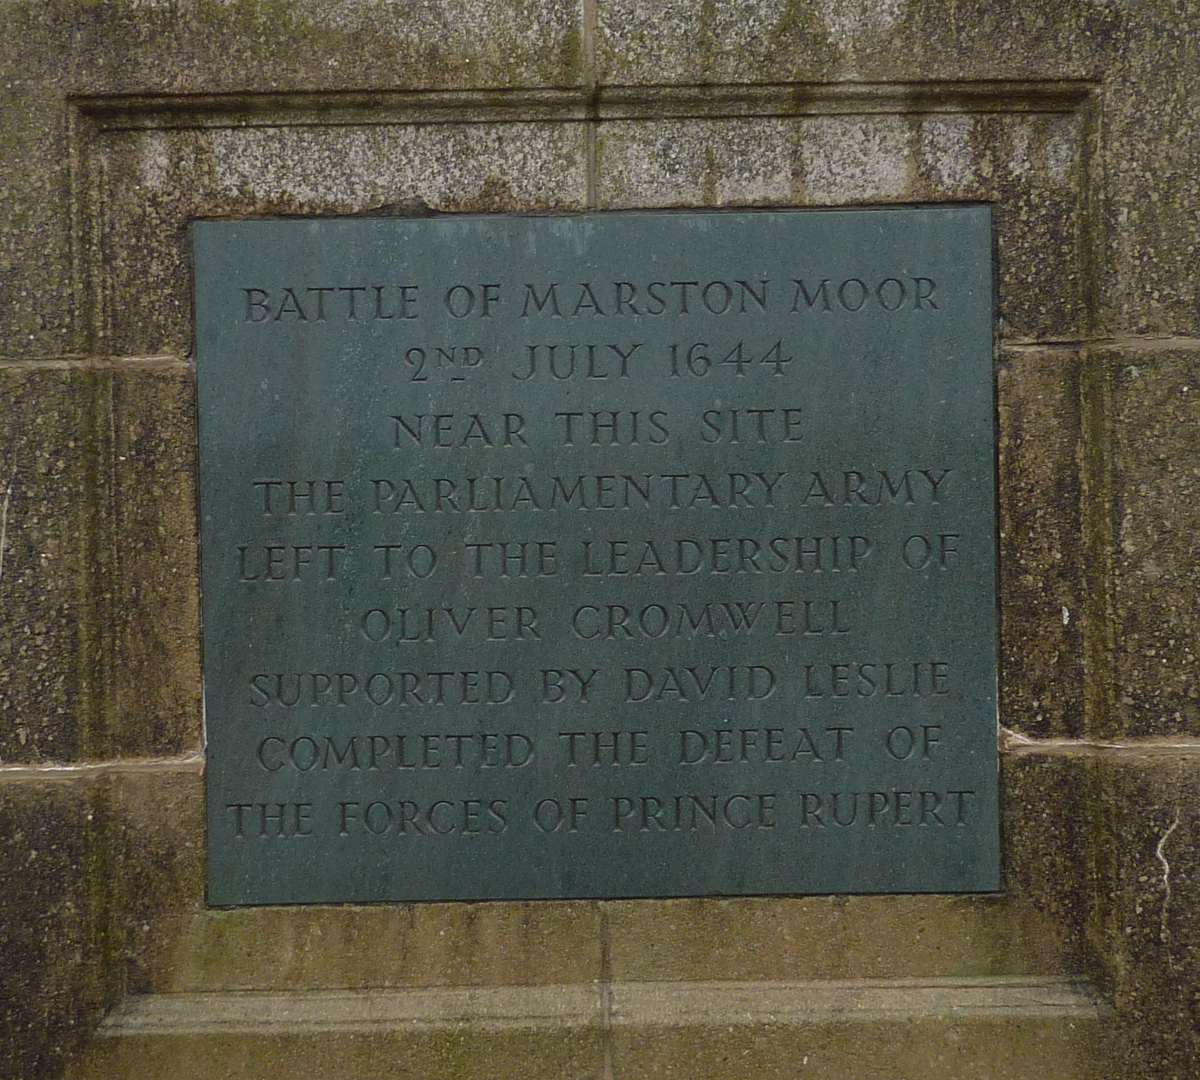 BATTLE OF MARSTON MOOR
2ND JULY 1644
NEAR THIS SITE
THE PARLIAMENTARY ARMY
LEFT TO THE LEADERSHIP OF
OLIVER CROMWELL
SUPPORTED BY DAVID LESLIE
COMPLETED THE DEFEAT OF
THE FORCES OF PRINCE RUPERT